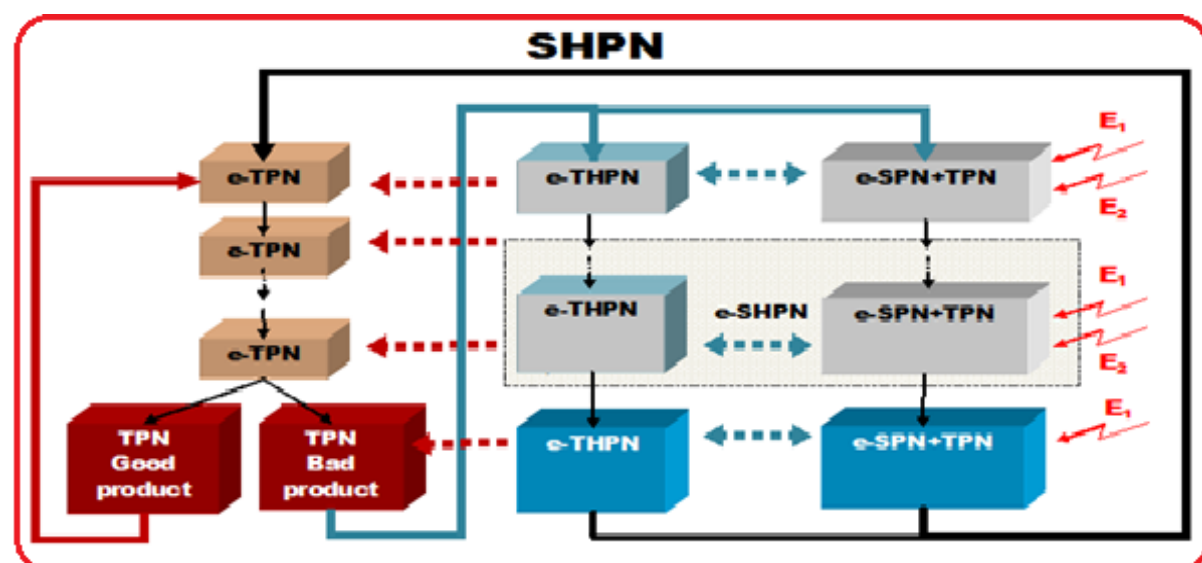 SHPN
e-TPN
e-THPN
e-SPN+TPN
E₁
E₂
e-TPN
e-TPN
e-THPN
e-SHPN
e-SPN+TPN
E₁
E₂
TPN
Good
product
TPN
Bad
product
e-THPN
e-SPN+TPN
E₁